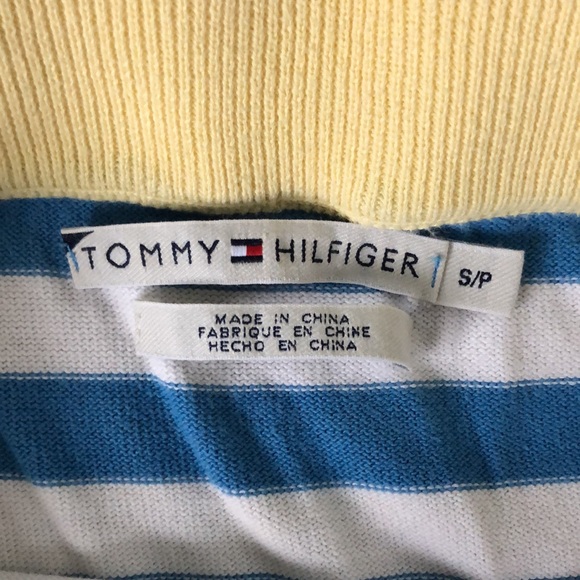 TOMMY HILFIGER S/P
MADE IN CHINA
FABRIQUE EN CHINE
HECHO EN CHINA